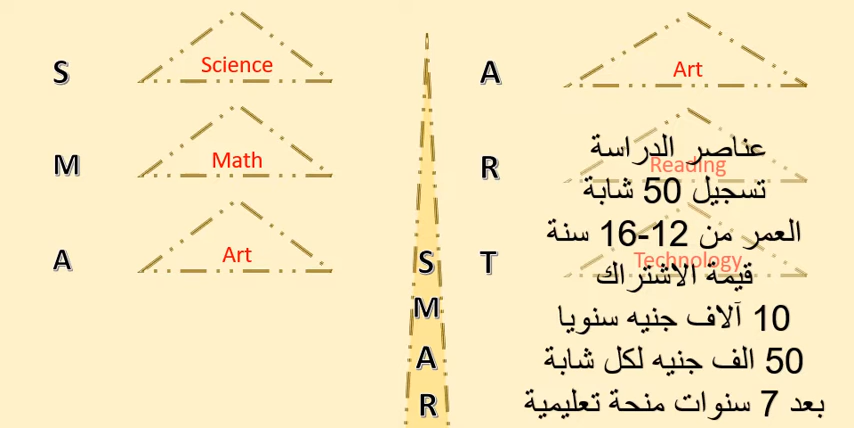 S
Science
M
Math
A
Art
S
M
A
R
A
Art
R
Reading
T
Technology
عناصر الدراسة
تسجيل 50 شابة
العمر من 12-16 سنة
قيمة الاشتراك
10 آلاف جنيه سنويا
50 الف جنيه لكل شابة
بعد 7 سنوات منحة تعليمية